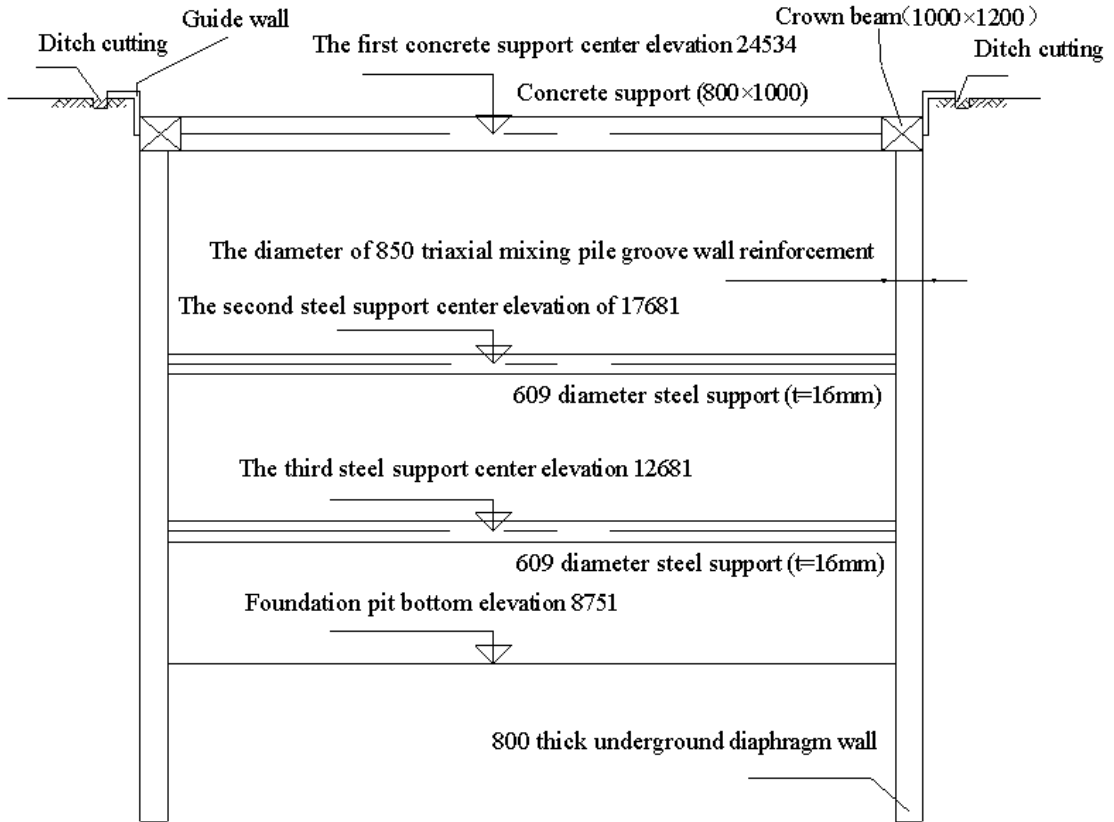 Guide wall
Crown beam(1000×1200)
Ditch cutting
The first concrete support center elevation 24534
Ditch cutting
Concrete support (800×1000)
The diameter of 850 triaxial mixing pile groove wall reinforcement
The second steel support center elevation of 17681
609 diameter steel support (t=16mm)
The third steel support center elevation 12681
609 diameter steel support (t=16mm)
Foundation pit bottom elevation 8751
800 thick underground diaphragm wall